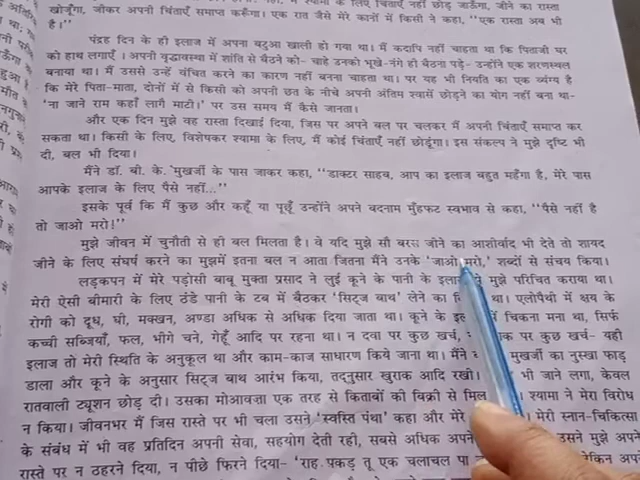 खोजूँगा, जीकर अपनी चिंताएँ समाप्त करूँगा। एक रात जैसे मेरे कानों में किसी ने कहा, "एक रास्ता अब भी
है।"
पंद्रह दिन के ही इलाज में अपना बटुआ खाली हो गया था। मैं कदापि नहीं चाहता था कि पिताजी घर
को हाथ लगाएँ । अपनी वृद्धावस्था में शांति से बैठने को- चाहे उनको भूखे-नंगे ही बैठना पड़े- उन्होंने एक शरणस्थल
बनाया था। मैं उससे उन्हें वंचित करने का कारण नहीं बनना चाहता था। पर यह भी नियति का एक व्यंग्य है
कि मेरे पिता-माता, दोनों में से किसी को अपनी छत के नीचे अपनी अंतिम श्वासें छोड़ने का योग नहीं बना था-
'ना जाने राम कहाँ लागै माटी।' पर उस समय मैं कैसे जानता।
और एक दिन मुझे वह रास्ता दिखाई दिया, जिस पर अपने बल पर चलकर मैं अपनी चिंताएँ समाप्त कर
सकता था। किसी के लिए, विशेषकर श्यामा के लिए, मैं कोई चिंताएँ नहीं छोडूंगा। इस संकल्प ने मुझे दृष्टि भी
दी, बल भी दिया।
मैंने डॉ. बी. के. मुखर्जी के पास जाकर कहा, "डाक्टर साहब, आप का इलाज बहुत महँगा है, मेरे पास
आपके इलाज के लिए पैसे नहीं..."
इसके पूर्व कि मैं कुछ और कहूँ या पूछूँ उन्होंने अपने बदनाम मुँहफट स्वभाव से कहा, "पैसे नहीं है
तो जाओ मरो!"
मुझे जीवन में चुनौती से ही बल मिलता है। वे यदि मुझे सौ बरस जीने का आशीर्वाद भी देते तो शायद
जीने के लिए संघर्ष करने का मुझमें इतना बल न आता जितना मैंने उनके 'जाओ मरो,' शब्दों से संचय किया।
लड़कपन में मेरे पड़ोसी बाबू मुक्ता प्रसाद ने लुई कूने के पानी के इलाज मुझे परिचित कराया था।
मेरी ऐसी बीमारी के लिए ठंडे पानी के टब में बैठकर 'सिट्ज बाथ' लेने का था। एलोपैथी में क्षय के
रोगी को दूध, घी, मक्खन, अण्डा अधिक से अधिक दिया जाता था। कूने के में चिकना मना था, सिर्फ
कच्ची सब्जियाँ, फल, भीगे चने, गेहूँ आदि पर रहना था। न दवा पर कुछ खर्च, पर कुछ खर्च- यही
इलाज तो मेरी स्थिति के अनुकूल था और काम-काज साधारण किये जाना था। मैंने मुखर्जी का नुस्खा फाड़
डाला और कूने के अनुसार सिट्ज बाथ आरंभ किया, तद्नुसार खुराक आदि रखी। भी जाने लगा, केवल
रातवाली ट्यूशन छोड़ दी। उसका मोआवज़ा एक तरह से किताबों की विक्री से मिल श्यामा ने मेरा विरोध
न किया। जीवनभर मैं जिस रास्ते पर भी चला उसने 'स्वस्ति पंथा' कहा और मेरे मेरी स्नान-चिकित्सा
के संबंध में भी वह प्रतिदिन अपनी सेवा, सहयोग देती रही, सबसे अधिक अपने उसने मुझे अपने
रास्ते पर न ठहरने दिया, न पीछे फिरने दिया- 'राह पकड़ तू एक चलाचल पा